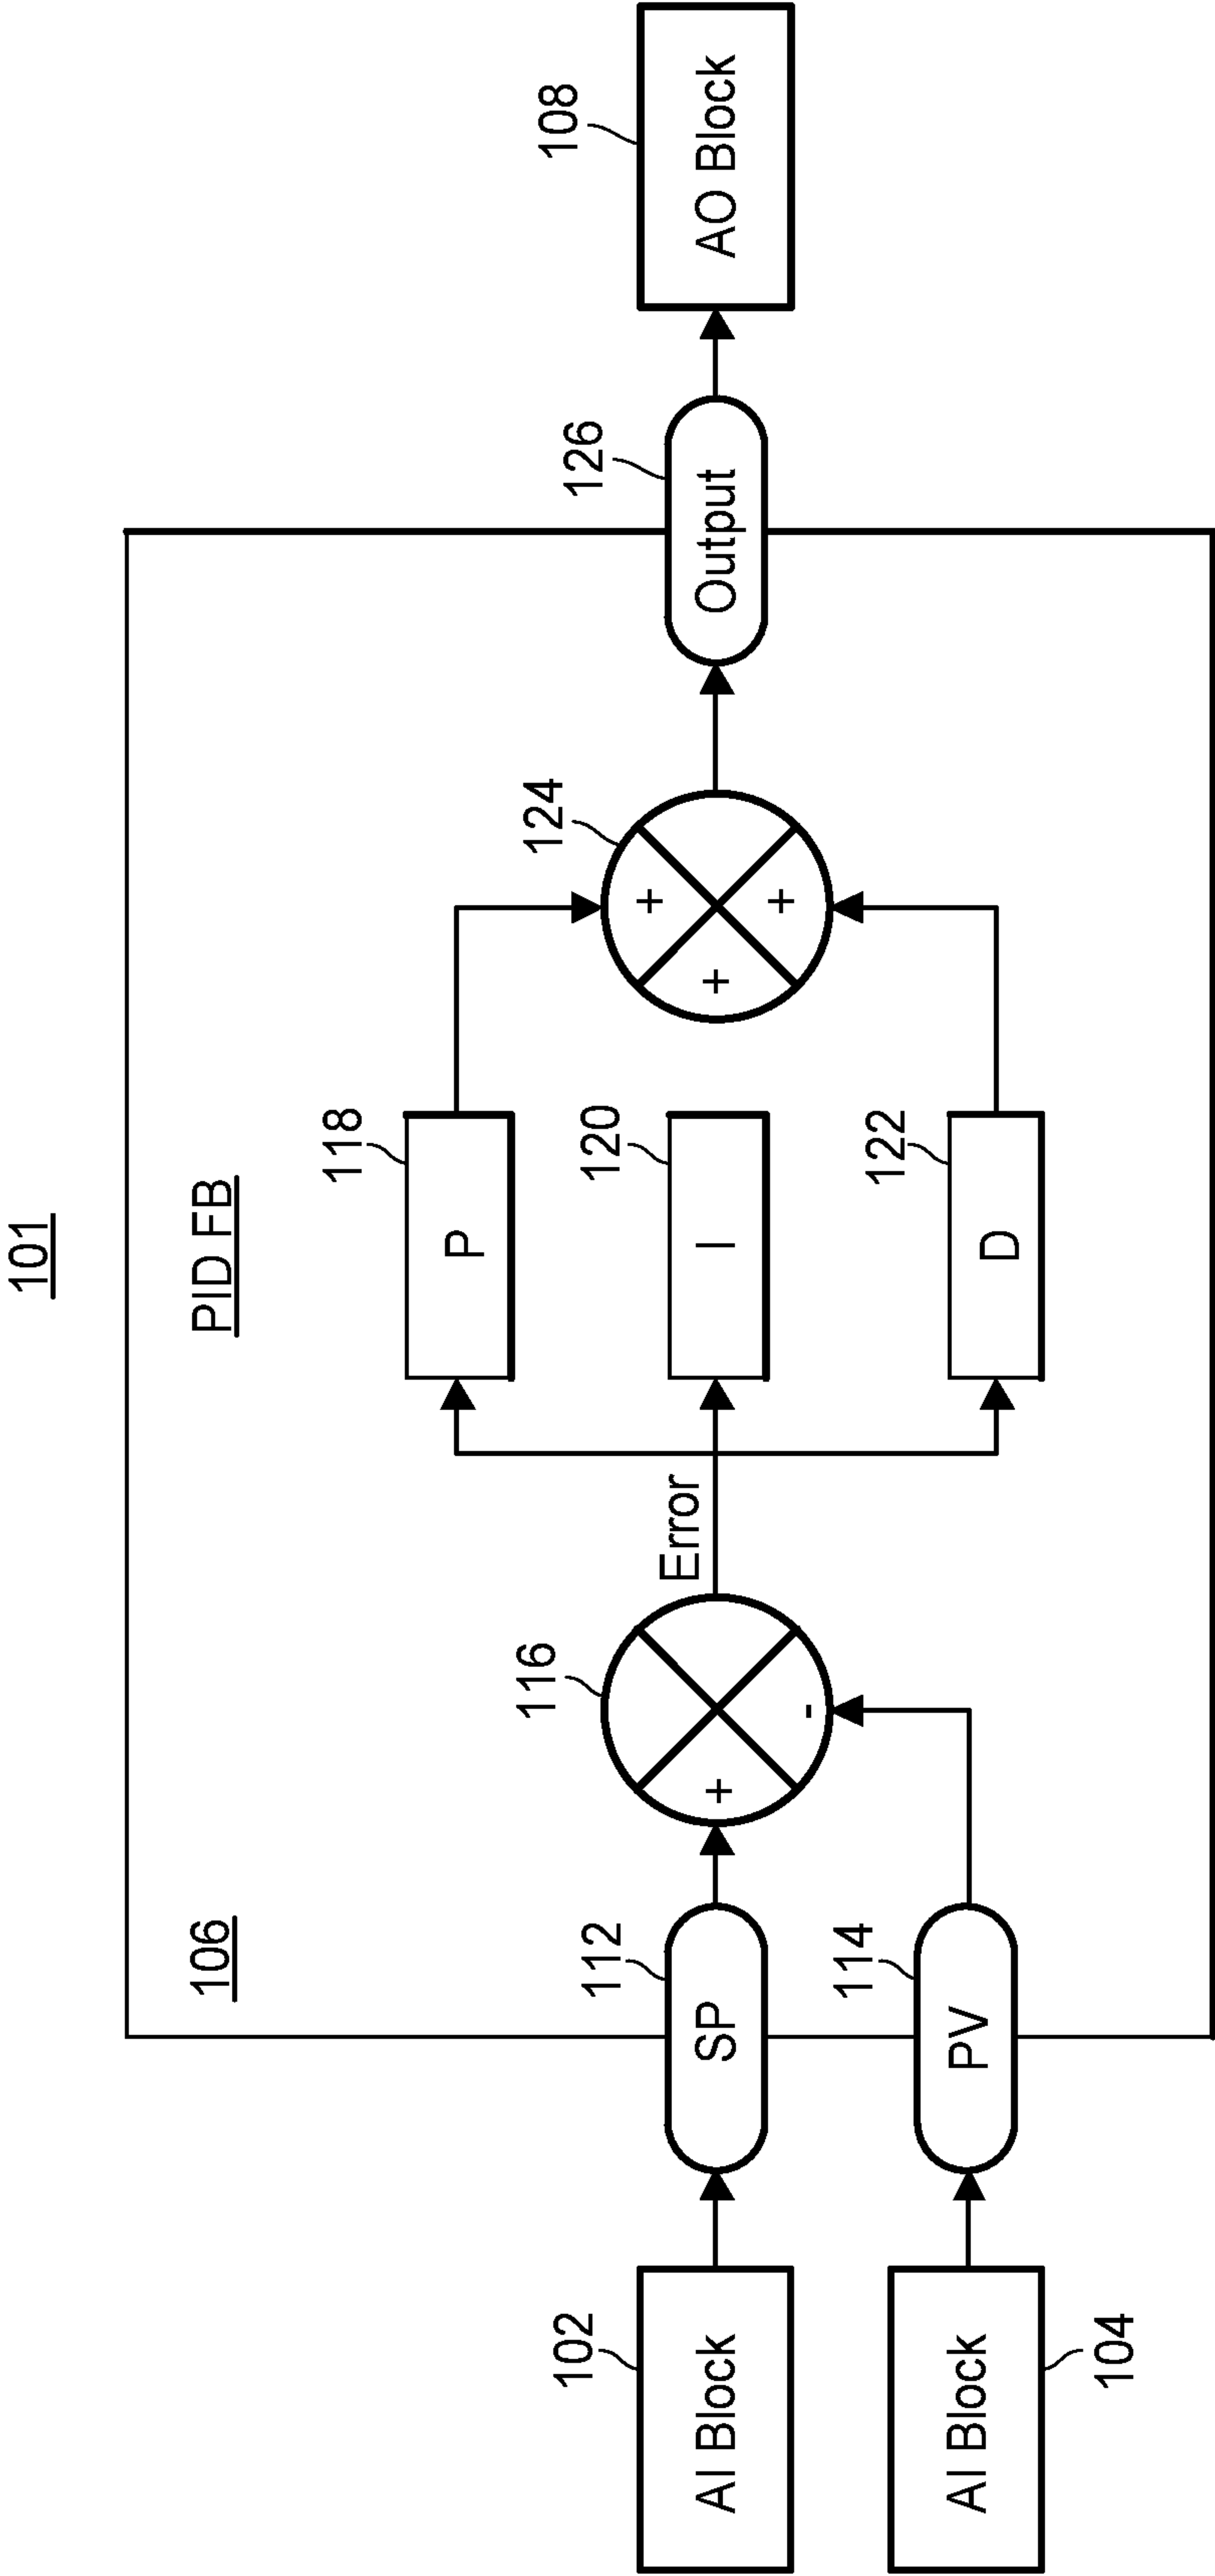 101
106
PID FB
118
P
102
AI Block
112
SP
116
+
-
Error
120
I
124
+
+
+
126
Output
108
AO Block
104
AI Block
114
PV
122
D